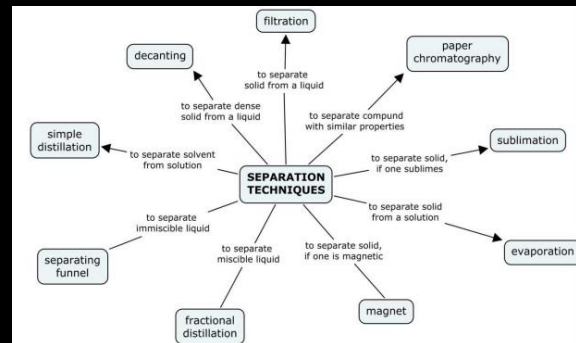 filtration
decanting
paper
chromatography
to separate
solid from a liquid
to separate dense
solid from a liquid
to separate compund
with similar properties
simple
distillation
sublimation
to separate solvent
from solution
to separate solid,
if one sublimes
SEPARATION
TECHNIQUES
to separate
immiscible liquid
to separate solid
from a solution
to separate
miscible liquid
to separate solid,
if one is magnetic
separating
funnel
evaporation
fractional
distillation
magnet